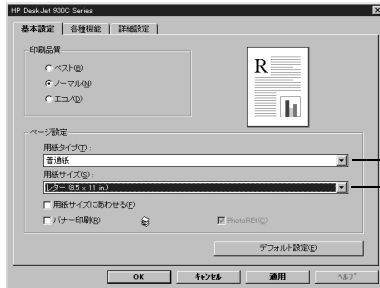 HP DeskJet 930C Series
基本設定 各種機能 詳細設定
印刷品質
ベスト(B)
ノーマル(N)
エコノ(D)
R
ページ設定
用紙タイプ(T):
普通紙
用紙サイズ(S):
レター (8.5 x 11 in.)
用紙サイズにあわせる(F)
バナー印刷(R) PhotoREt(C)
デフォルト設定(E)
OK キャンセル 適用 ヘルプ